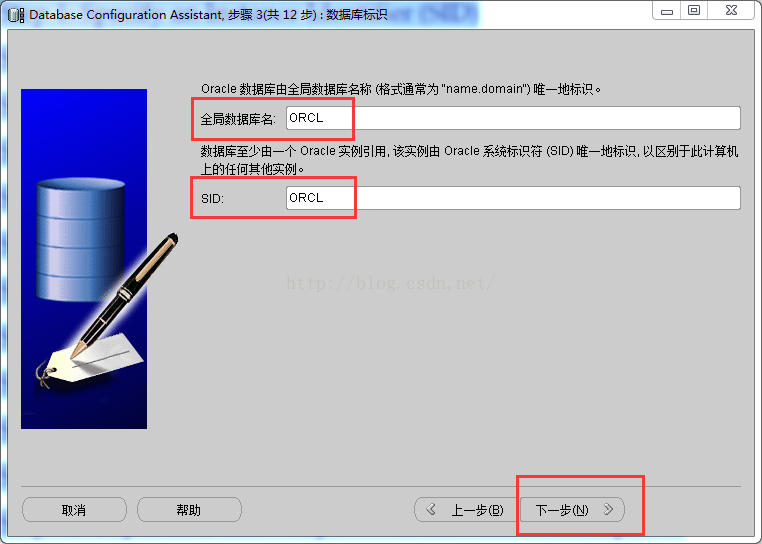 Database Configuration Assistant, 步骤 3(共 12 步) : 数据库标识
Oracle 数据库由全局数据库名称 (格式通常为 "name.domain") 唯一地标识。
全局数据库名: ORCL
数据库至少由一个 Oracle 实例引用, 该实例由 Oracle 系统标识符 (SID) 唯一地标识, 以区别于此计算机
上的任何其他实例。
SID: ORCL
http://blog.csdn.net/
取消 帮助 上一步(B) 下一步(N)